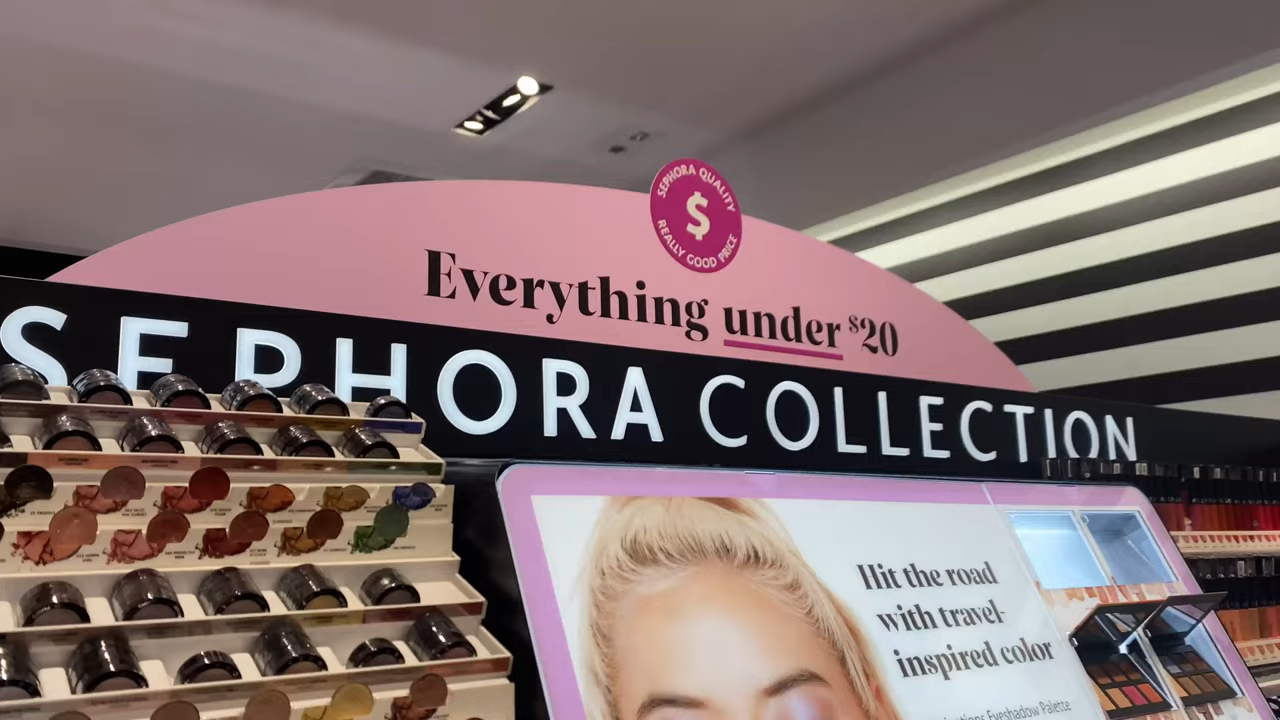 SEPHORA QUALITY
$
REALLY GOOD PRICE
Everything under $20
SEPHORA COLLECTION
Hit the road
with travel-
inspired color
Eyeshadow Palette